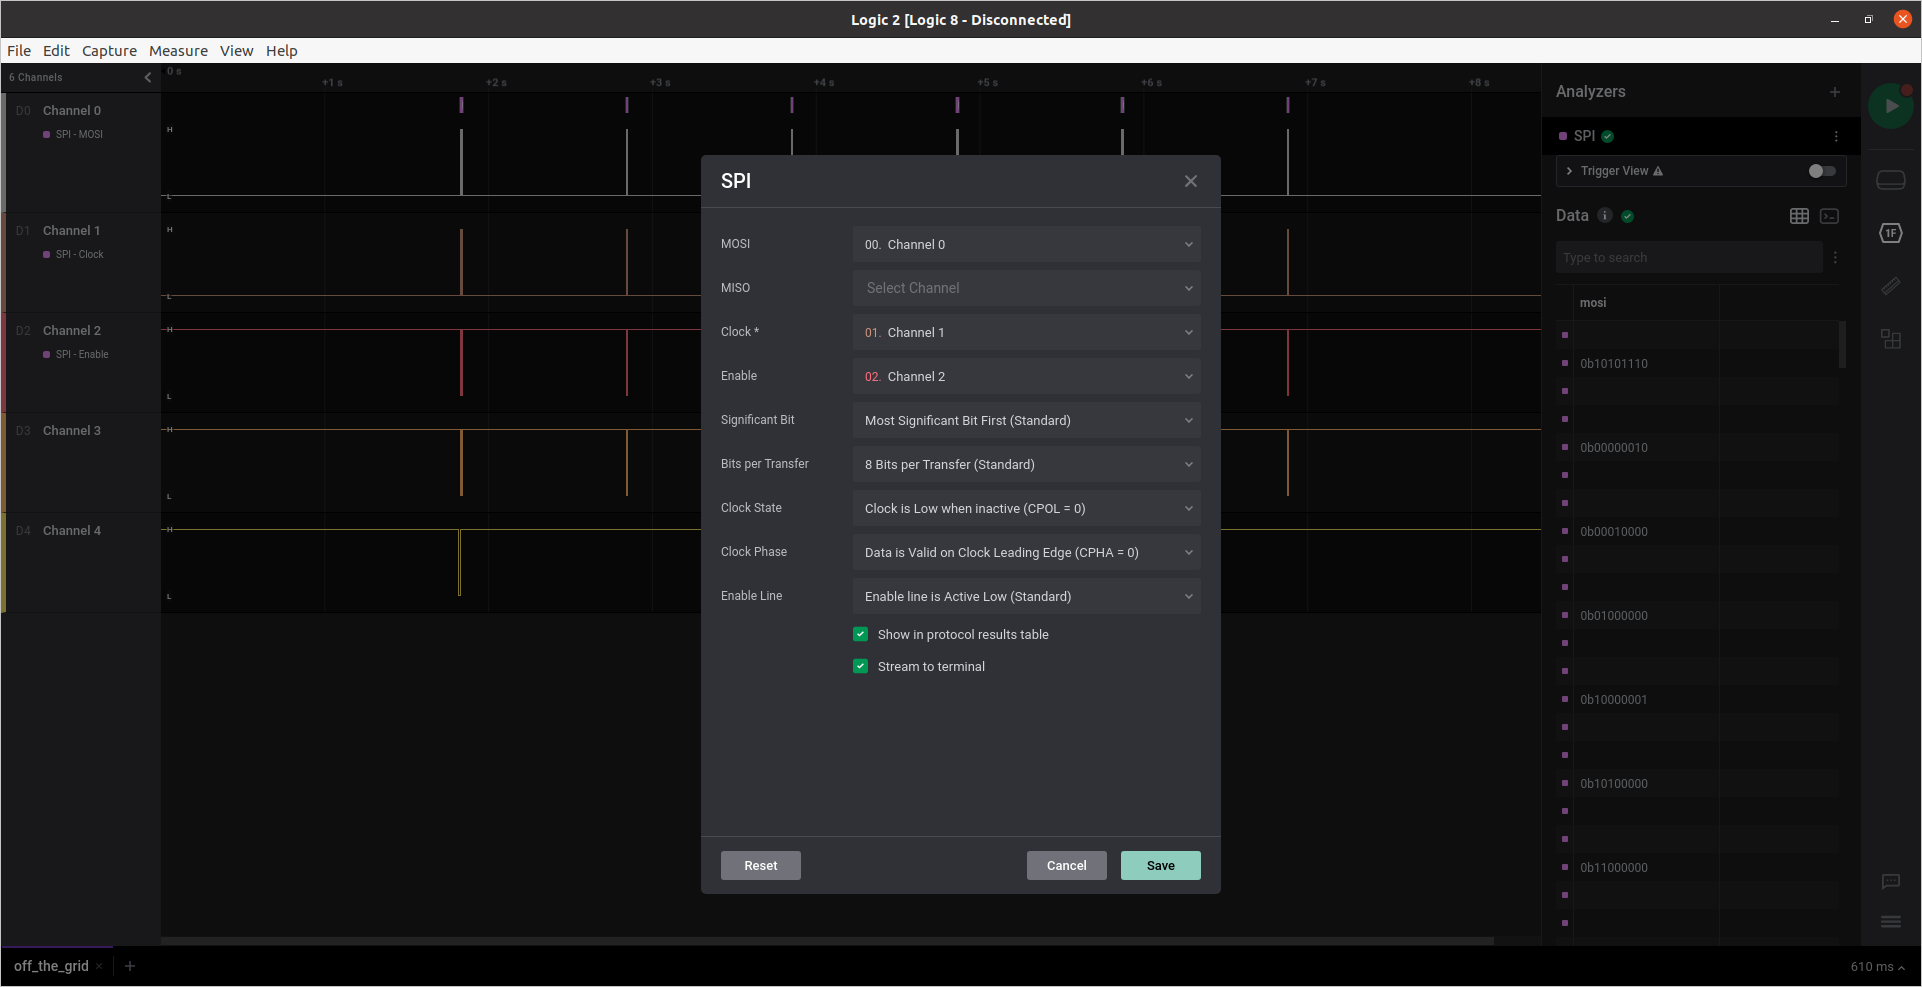 Logic 2 [Logic 8 - Disconnected]
File Edit Capture Measure View Help
6 Channels
0 s
+1 s +2 s +3 s +4 s +5 s +6 s +7 s +8 s
D0 Channel 0
SPI - MOSI
H
L
D1 Channel 1
SPI - Clock
H
L
D2 Channel 2
SPI - Enable
H
L
D3 Channel 3
H
L
D4 Channel 4
H
L
SPI
MOSI 00. Channel 0
MISO Select Channel
Clock * 01. Channel 1
Enable 02. Channel 2
Significant Bit Most Significant Bit First (Standard)
Bits per Transfer 8 Bits per Transfer (Standard)
Clock State Clock is Low when inactive (CPOL = 0)
Clock Phase Data is Valid on Clock Leading Edge (CPHA = 0)
Enable Line Enable line is Active Low (Standard)
Show in protocol results table
Stream to terminal
Reset Cancel Save
Analyzers
SPI
Trigger View
Data
Type to search
mosi
0b10101110
0b00000010
0b00010000
0b01000000
0b10000001
0b10100000
0b11000000
1F
off_the_grid
610 ms